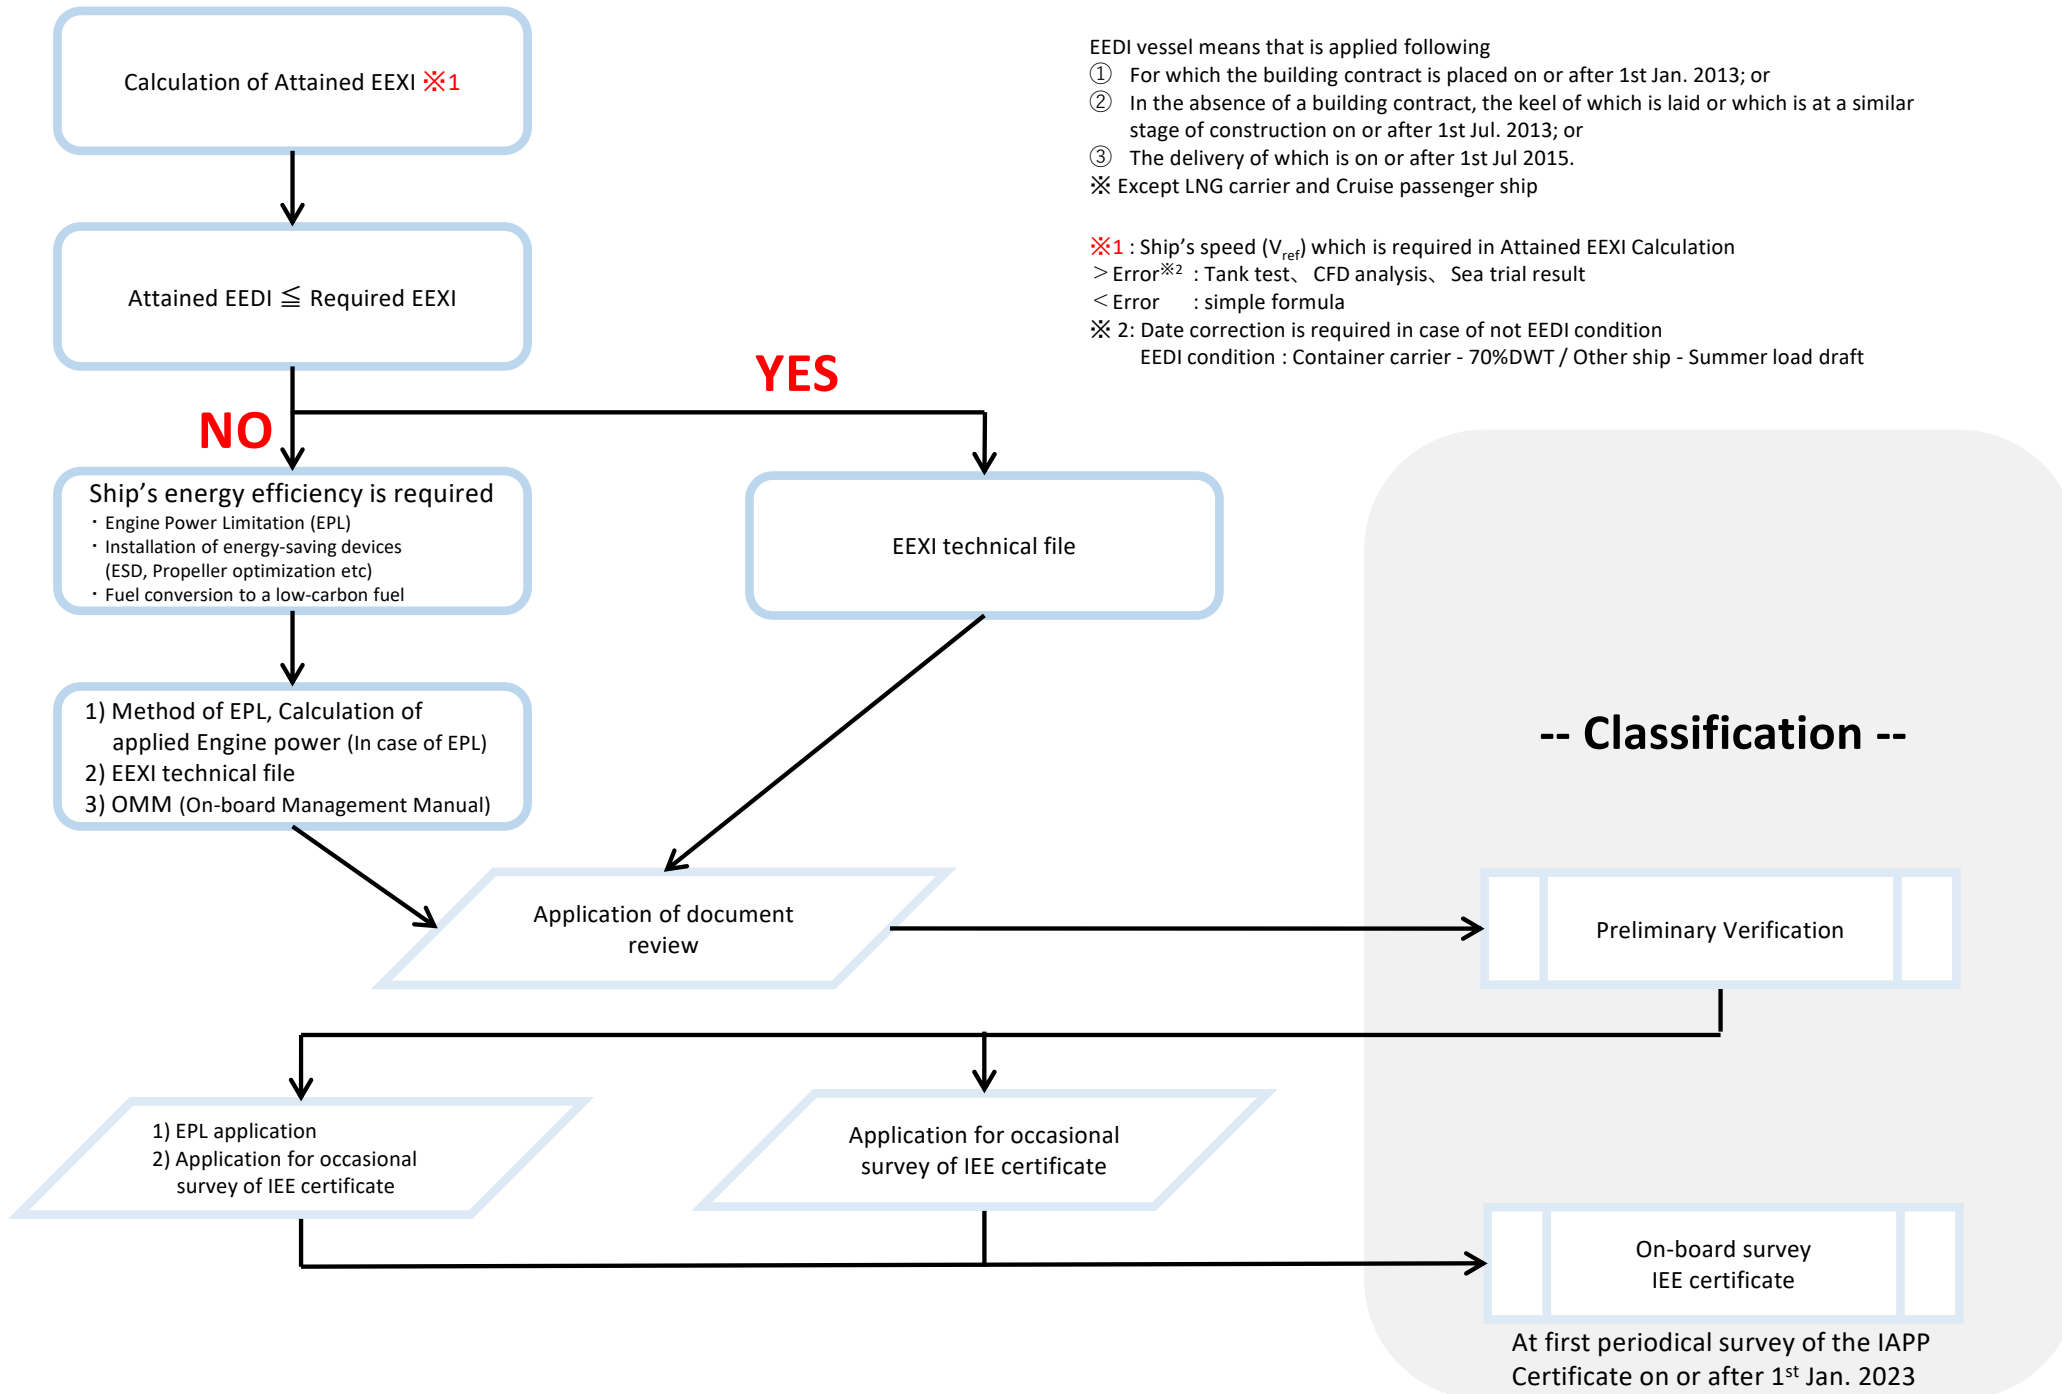 Calculation of Attained EEXI ※1
Attained EEDI ≦ Required EEXI
YES
NO
Ship's energy efficiency is required
・Engine Power Limitation (EPL)
・Installation of energy-saving devices
(ESD, Propeller optimization etc)
・Fuel conversion to a low-carbon fuel
EEXI technical file
1) Method of EPL, Calculation of
applied Engine power (In case of EPL)
2) EEXI technical file
3) OMM (On-board Management Manual)
Application of document
review
1) EPL application
2) Application for occasional
survey of IEE certificate
Application for occasional
survey of IEE certificate
EEDI vessel means that is applied following
① For which the building contract is placed on or after 1st Jan. 2013; or
② In the absence of a building contract, the keel of which is laid or which is at a similar
stage of construction on or after 1st Jul. 2013; or
③ The delivery of which is on or after 1st Jul 2015.
※ Except LNG carrier and Cruise passenger ship
※1 : Ship's speed (Vref) which is required in Attained EEXI Calculation
＞Error※2 : Tank test、CFD analysis、Sea trial result
＜Error : simple formula
※ 2: Date correction is required in case of not EEDI condition
EEDI condition : Container carrier - 70%DWT / Other ship - Summer load draft
-- Classification --
Preliminary Verification
On-board survey
IEE certificate
At first periodical survey of the IAPP
Certificate on or after 1st Jan. 2023